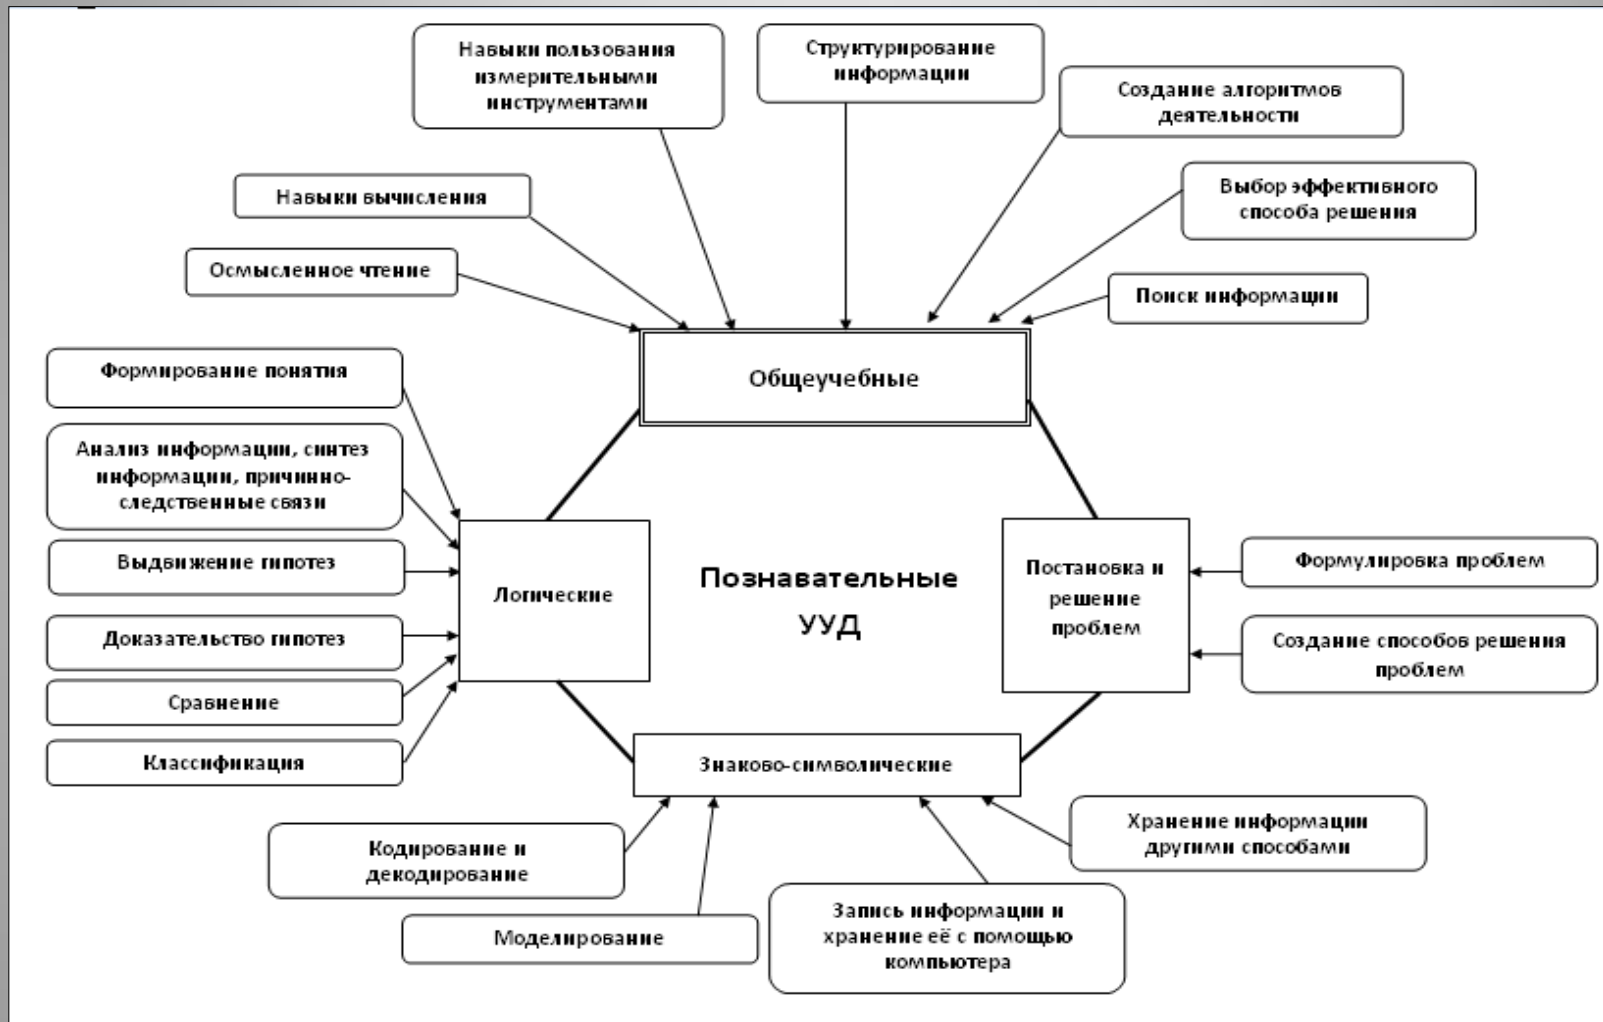 Навыки пользования
измерительными
инструментами
Структурирование
информации
Создание алгоритмов
деятельности
Навыки вычисления
Выбор эффективного
способа решения
Осмысленное чтение
Поиск информации
Общеучебные
Формирование понятия
Анализ информации, синтез
информации, причинно-
следственные связи
Выдвижение гипотез
Доказательство гипотез
Сравнение
Классификация
Логические
Познавательные
УУД
Постановка и
решение
проблем
Формулировка проблем
Создание способов решения
проблем
Знаково-символические
Кодирование и
декодирование
Моделирование
Запись информации и
хранение её с помощью
компьютера
Хранение информации
другими способами